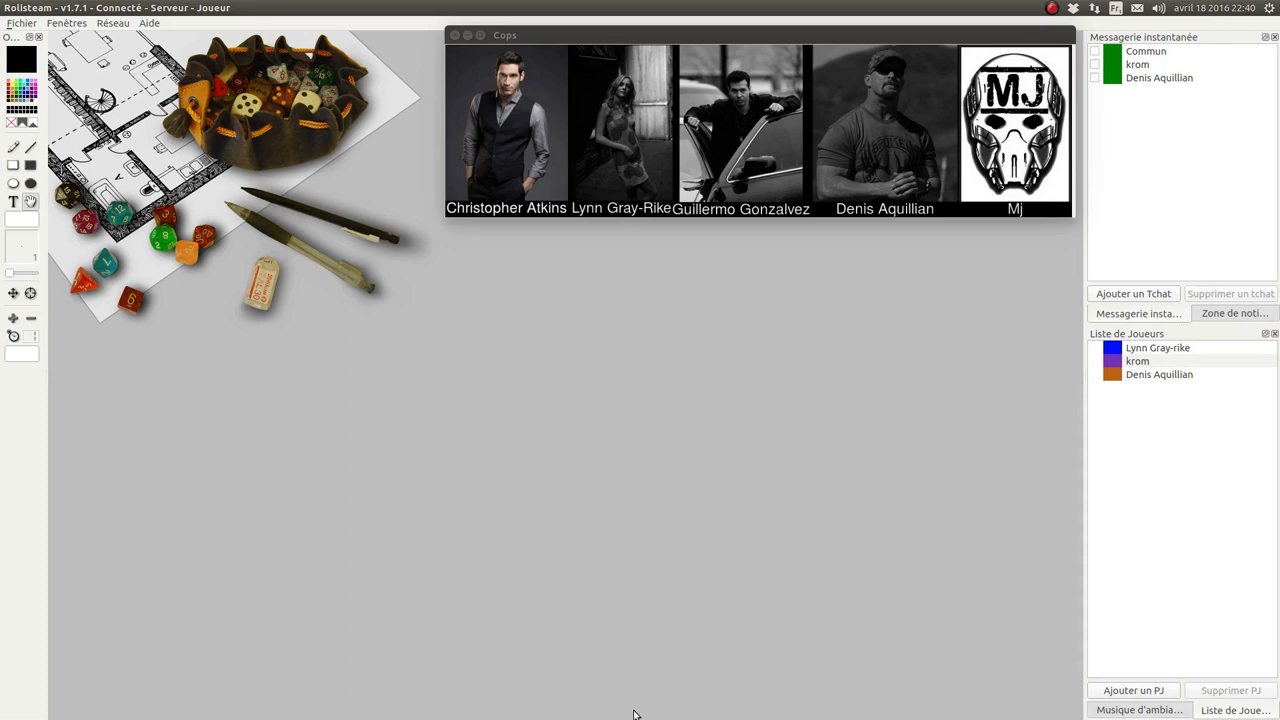 Rolisteam - v1.7.1 - Connecté - Serveur - Joueur
Fr
avril 18 2016 22:40
Fichier Fenêtres Réseau Aide
O...
T
1
1
Cops
MJ
Christopher Atkins
Lynn Gray-Rike
Guillermo Gonzalvez
Denis Aquillian
Mj
Messagerie instantanée
Commun
krom
Denis Aquillian
Ajouter un Tchat
Supprimer un tchat
Messagerie insta...
Zone de noti...
Liste de Joueurs
Lynn Gray-rike
krom
Denis Aquillian
Ajouter un PJ
Supprimer PJ
Musique d'ambia...
Liste de Joue...